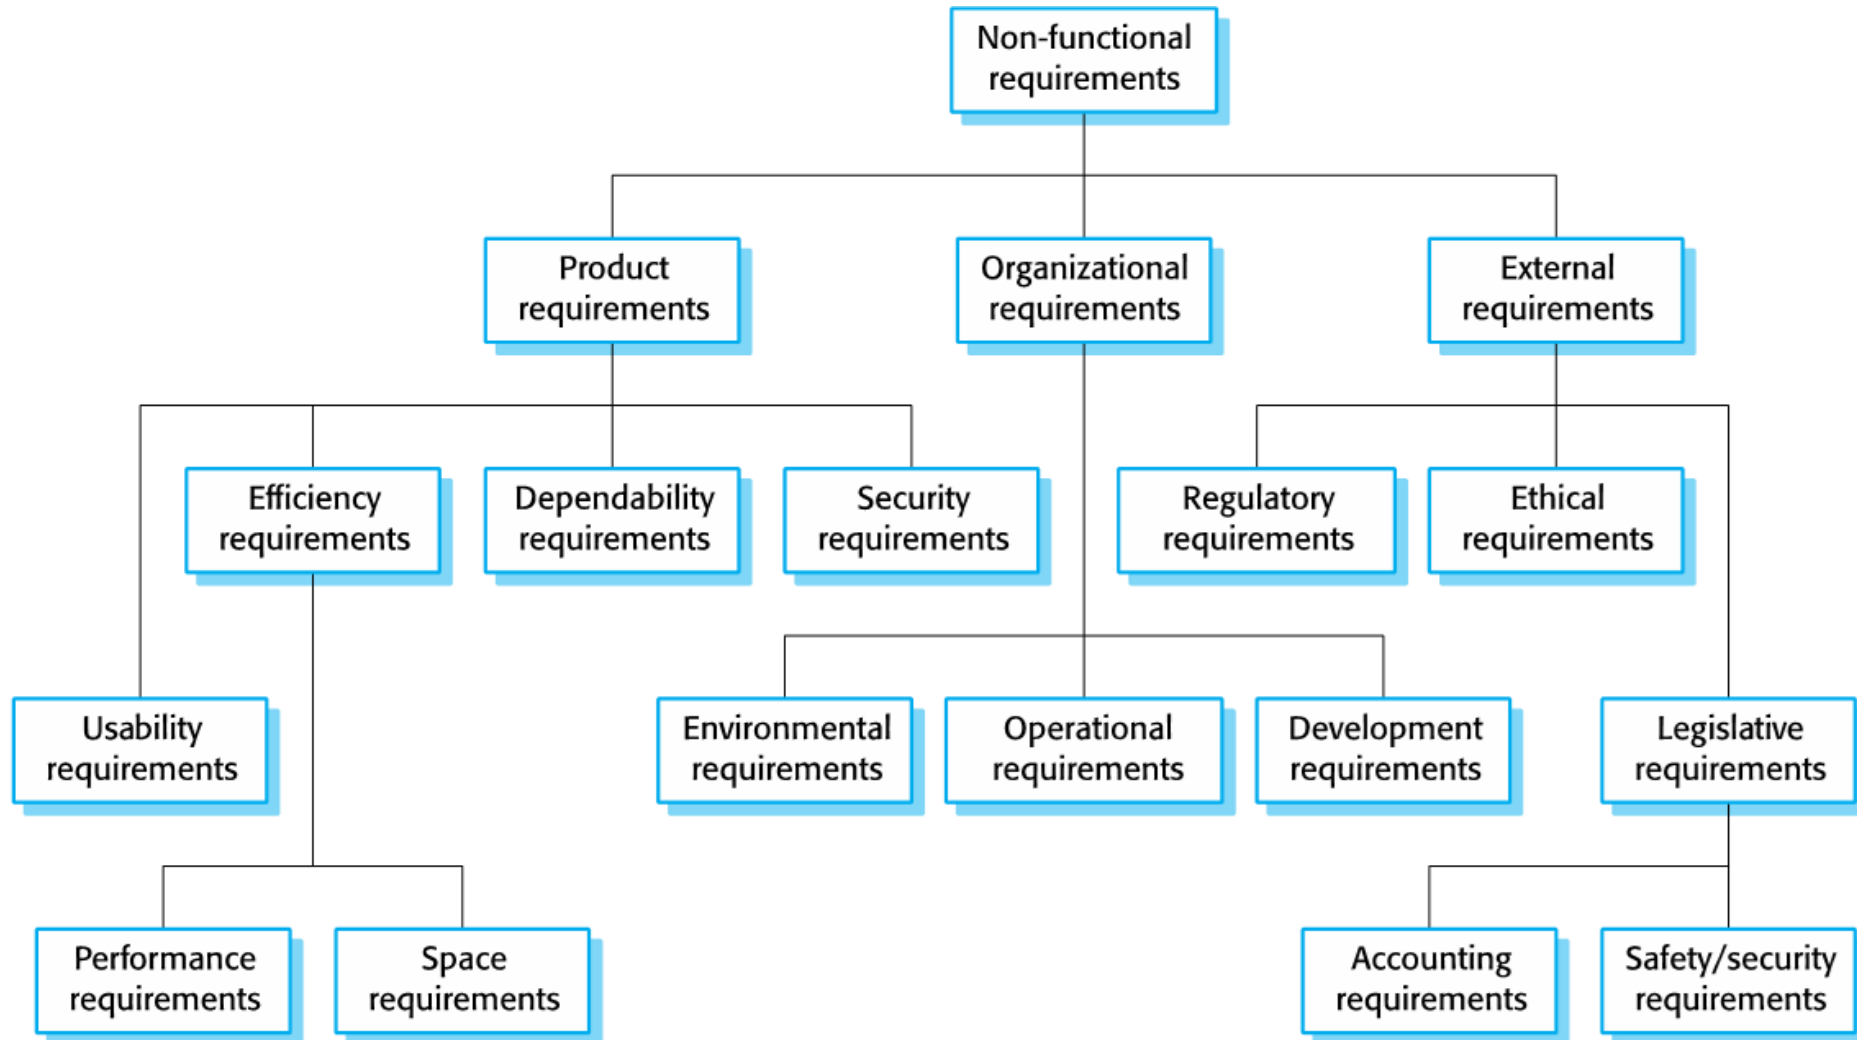 Non-functional
requirements
Product
requirements
Organizational
requirements
External
requirements
Efficiency
requirements
Dependability
requirements
Security
requirements
Regulatory
requirements
Ethical
requirements
Usability
requirements
Environmental
requirements
Operational
requirements
Development
requirements
Legislative
requirements
Performance
requirements
Space
requirements
Accounting
requirements
Safety/security
requirements